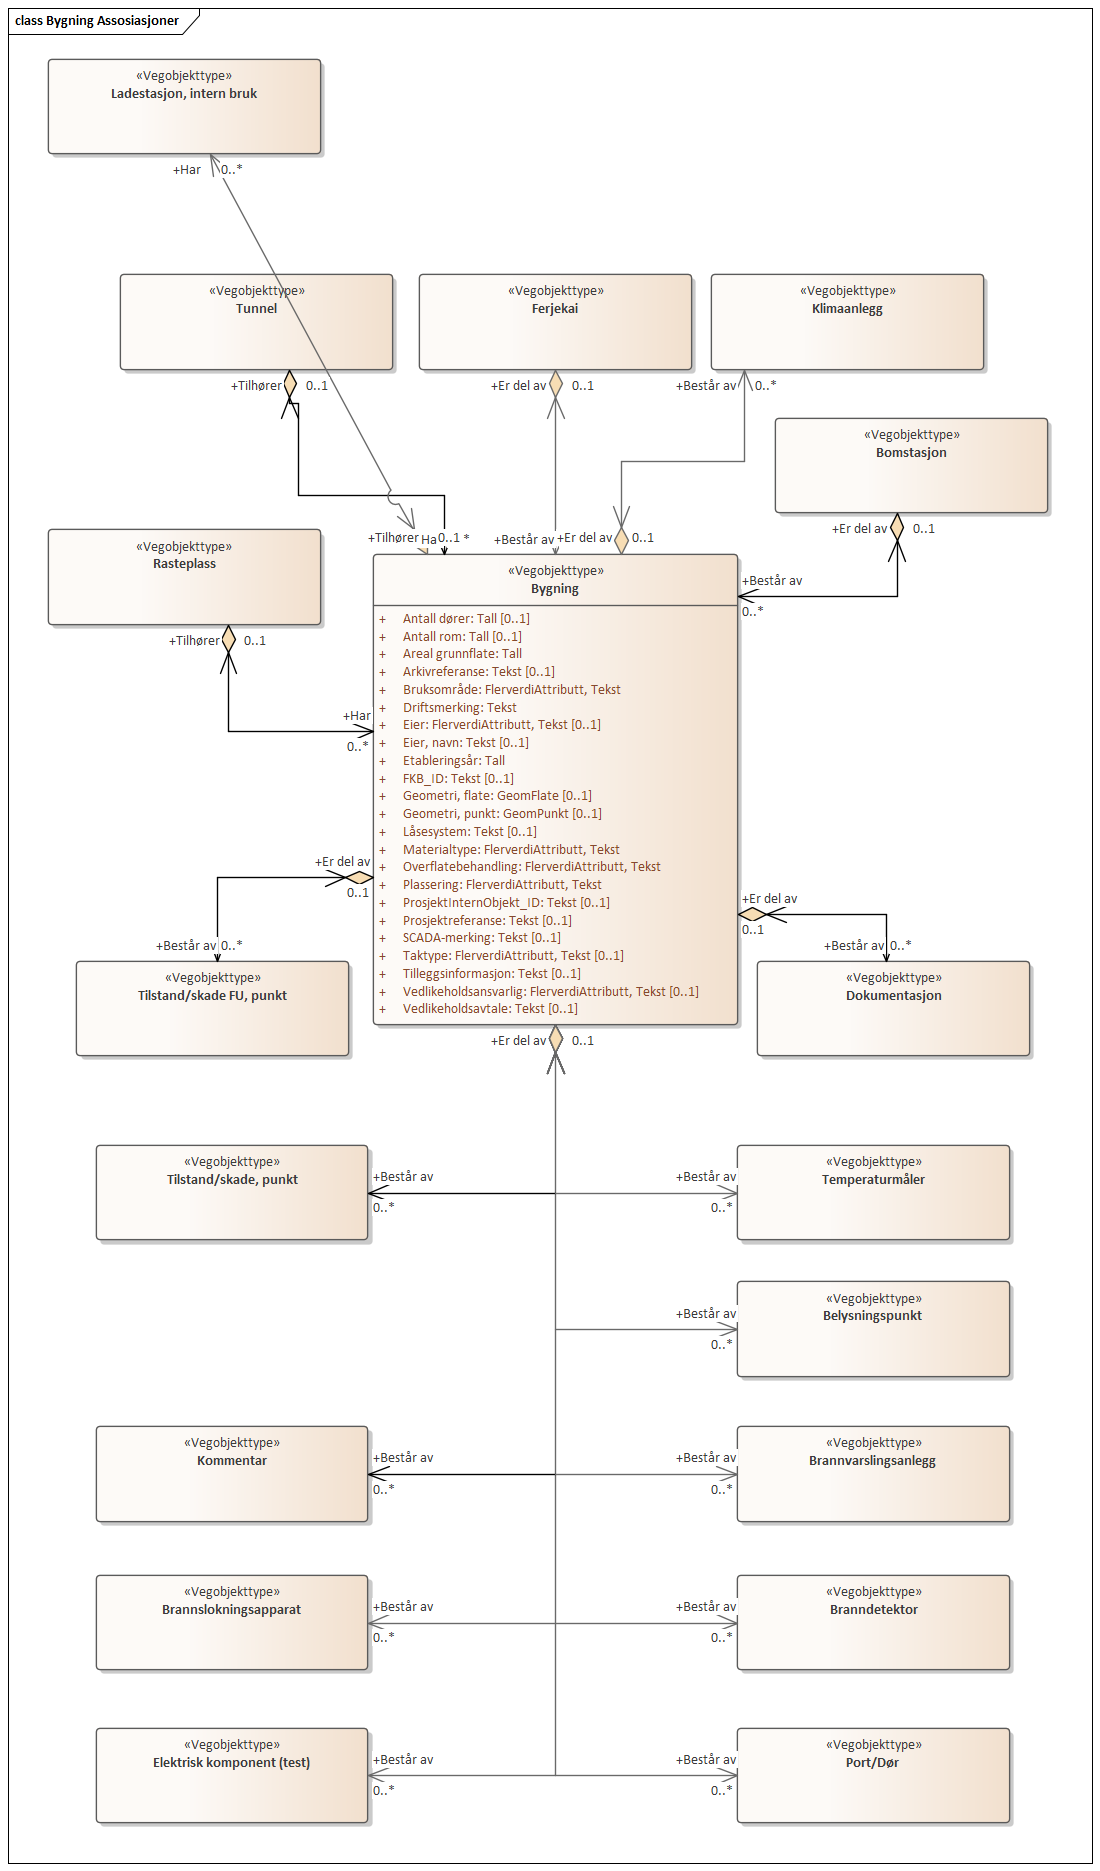 class Bygning Assosiasjoner
«Vegobjekttype»
Ladestasjon, intern bruk
+Har 0..*
«Vegobjekttype»
Tunnel
+Tilhører 0..1
«Vegobjekttype»
Ferjekai
+Er del av 0..1
«Vegobjekttype»
Klimaanlegg
+Består av 0..*
«Vegobjekttype»
Bomstasjon
+Er del av 0..1
«Vegobjekttype»
Rasteplass
+Tilhører 0..1
+Tilhører Ha 0..1 * +Består av +Er del av 0..1
+Består av
0..*
+Har
0..*
«Vegobjekttype»
Bygning
+ Antall dører: Tall [0..1]
+ Antall rom: Tall [0..1]
+ Areal grunnflate: Tall
+ Arkivreferanse: Tekst [0..1]
+ Bruksområde: FlerverdiAttributt, Tekst
+ Driftsmerking: Tekst
+ Eier: FlerverdiAttributt, Tekst [0..1]
+ Eier, navn: Tekst [0..1]
+ Etableringsår: Tall
+ FKB_ID: Tekst [0..1]
+ Geometri, flate: GeomFlate [0..1]
+ Geometri, punkt: GeomPunkt [0..1]
+ Låsesystem: Tekst [0..1]
+ Materialtype: FlerverdiAttributt, Tekst
+ Overflatebehandling: FlerverdiAttributt, Tekst
+ Plassering: FlerverdiAttributt, Tekst
+ ProsjektInternObjekt_ID: Tekst [0..1]
+ Prosjektreferanse: Tekst [0..1]
+ SCADA-merking: Tekst [0..1]
+ Taktype: FlerverdiAttributt, Tekst [0..1]
+ Tilleggsinformasjon: Tekst [0..1]
+ Vedlikeholdsansvarlig: FlerverdiAttributt, Tekst [0..1]
+ Vedlikeholdsavtale: Tekst [0..1]
+Er del av
0..1
+Består av 0..*
«Vegobjekttype»
Tilstand/skade FU, punkt
+Er del av
0..1
+Består av 0..*
«Vegobjekttype»
Dokumentasjon
+Er del av 0..1
«Vegobjekttype»
Tilstand/skade, punkt
+Består av
0..*
«Vegobjekttype»
Temperaturmåler
+Består av
0..*
«Vegobjekttype»
Belysningspunkt
+Består av
0..*
«Vegobjekttype»
Kommentar
+Består av
0..*
«Vegobjekttype»
Brannvarslingsanlegg
+Består av
0..*
«Vegobjekttype»
Brannslokningsapparat
+Består av
0..*
«Vegobjekttype»
Branndetektor
+Består av
0..*
«Vegobjekttype»
Elektrisk komponent (test)
+Består av
0..*
«Vegobjekttype»
Port/Dør
+Består av
0..*